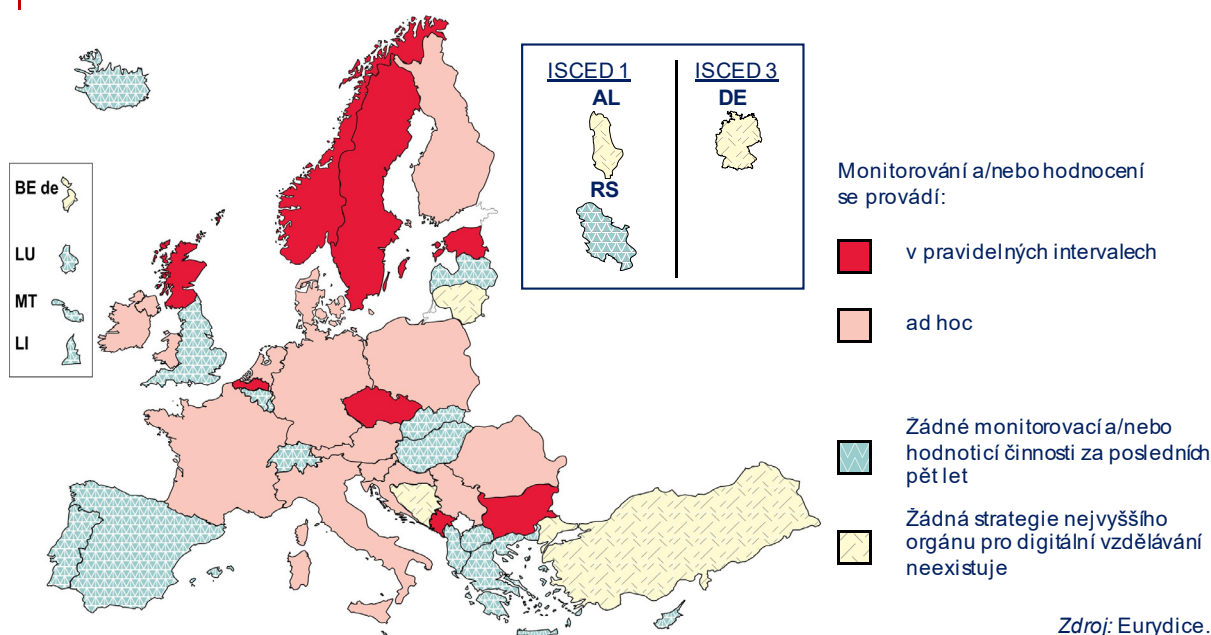 ISCED 1
ISCED 3
AL
DE
RS
BE de
LU
MT
LI
Monitorování a/nebo hodnocení
se provádí:
v pravidelných intervalech
ad hoc
Žádné monitorovací a/nebo
hodnoticí činnosti za posledních
pět let
Žádná strategie nejvyššího
orgánu pro digitální vzdělávání
neexistuje
Zdroj: Eurydice.